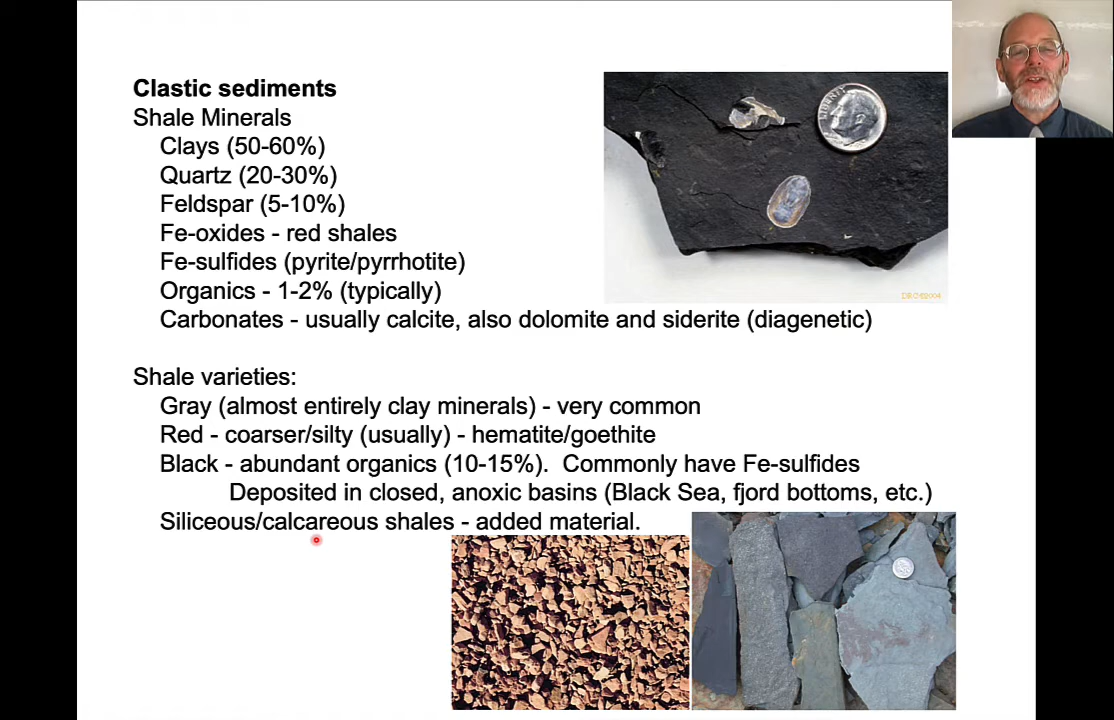 Clastic sediments
Shale Minerals
Clays (50-60%)
Quartz (20-30%)
Feldspar (5-10%)
Fe-oxides - red shales
Fe-sulfides (pyrite/pyrrhotite)
Organics - 1-2% (typically)
Carbonates - usually calcite, also dolomite and siderite (diagenetic)
Shale varieties:
Gray (almost entirely clay minerals) - very common
Red - coarser/silty (usually) - hematite/goethite
Black - abundant organics (10-15%). Commonly have Fe-sulfides
Deposited in closed, anoxic basins (Black Sea, fjord bottoms, etc.)
Siliceous/calcareous shales - added material.
LIBERTY